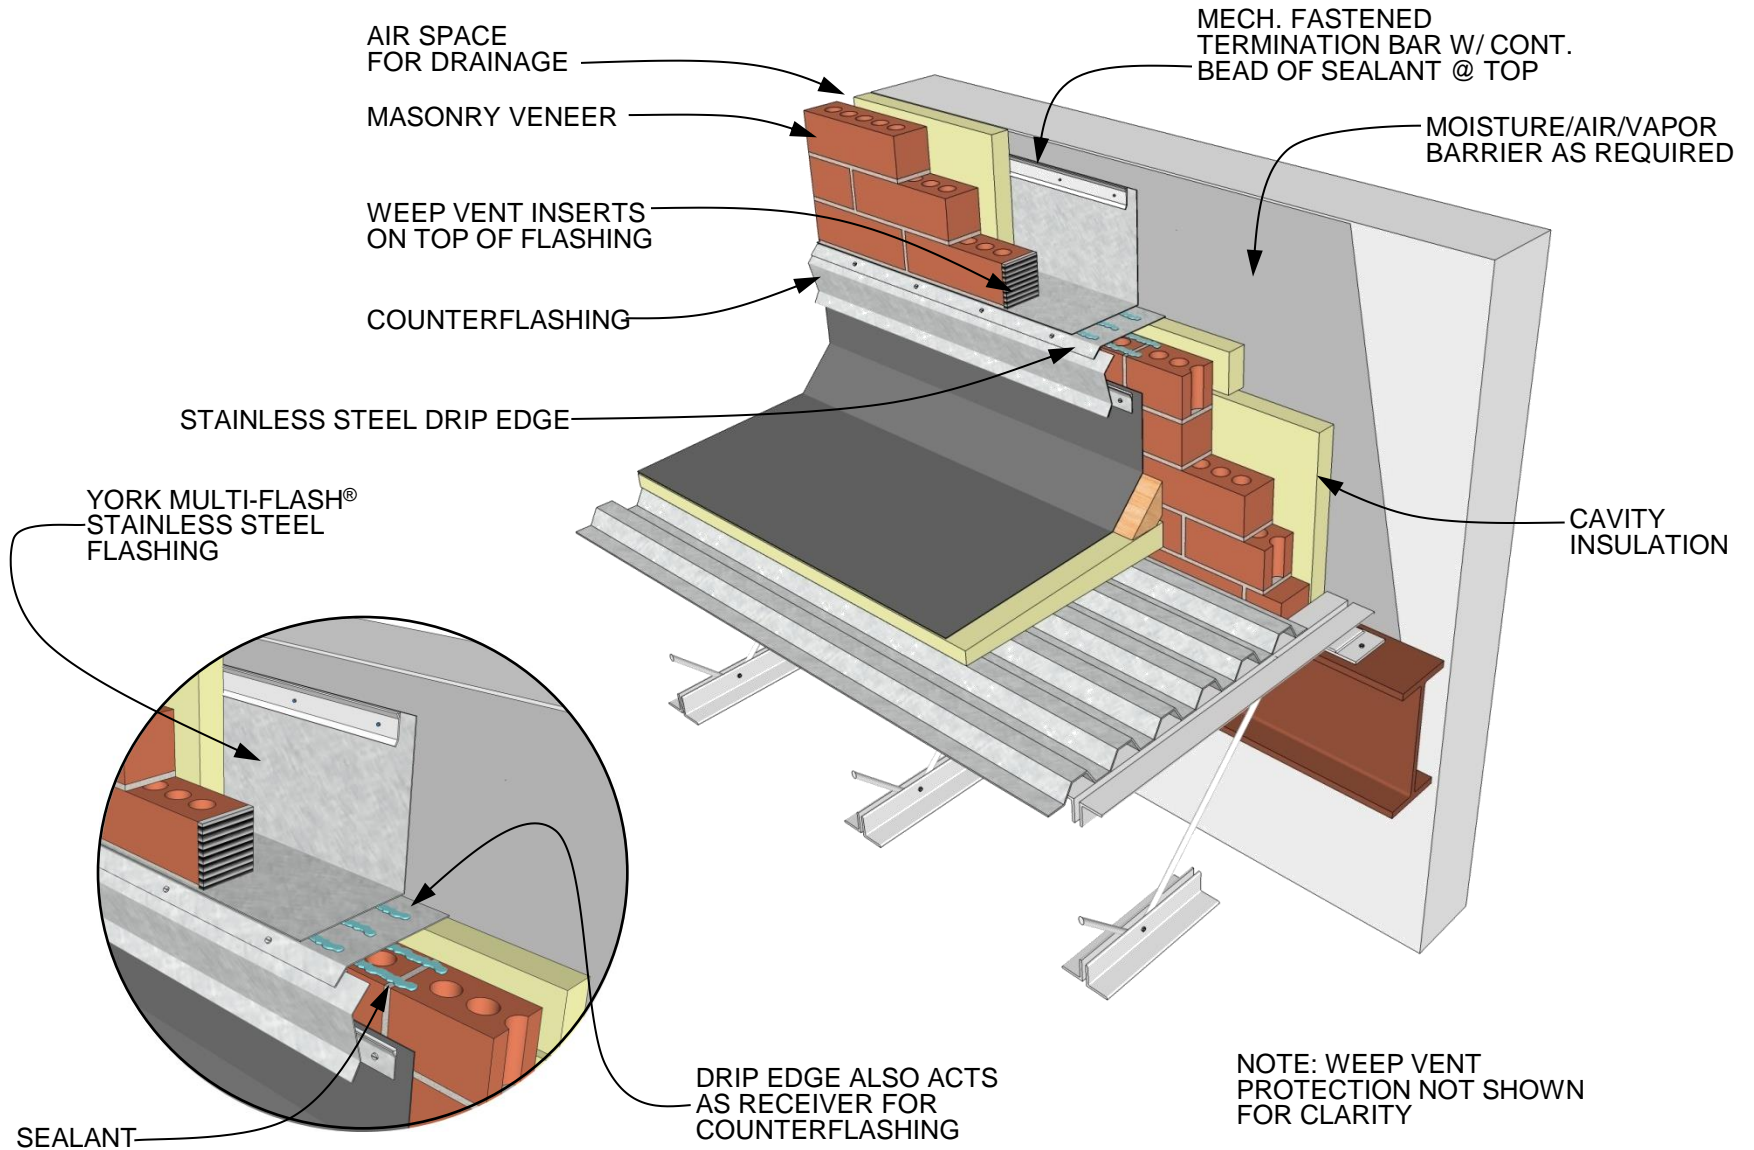 AIR SPACE
FOR DRAINAGE
MECH. FASTENED
TERMINATION BAR W/ CONT.
BEAD OF SEALANT @ TOP
MASONRY VENEER
MOISTURE/AIR/VAPOR
BARRIER AS REQUIRED
WEEP VENT INSERTS
ON TOP OF FLASHING
COUNTERFLASHING
STAINLESS STEEL DRIP EDGE
YORK MULTI-FLASH®
STAINLESS STEEL
FLASHING
CAVITY
INSULATION
DRIP EDGE ALSO ACTS
AS RECEIVER FOR
COUNTERFLASHING
NOTE: WEEP VENT
PROTECTION NOT SHOWN
FOR CLARITY
SEALANT